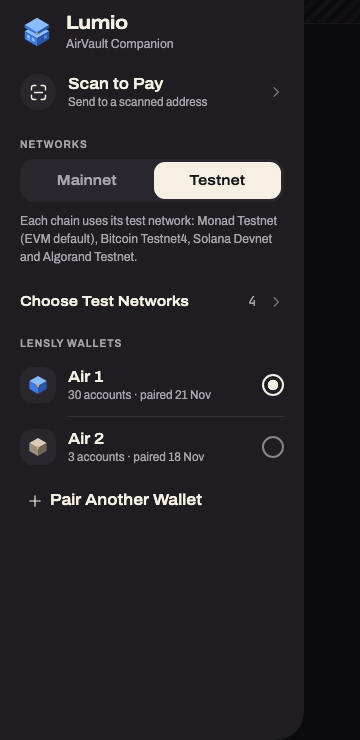 Lumio
AirVault Companion
Scan to Pay
Send to a scanned address
NETWORKS
Mainnet
Testnet
Each chain uses its test network: Monad Testnet
(EVM default), Bitcoin Testnet4, Solana Devnet
and Algorand Testnet.
Choose Test Networks
4
LENSLY WALLETS
Air 1
30 accounts · paired 21 Nov
Air 2
3 accounts · paired 18 Nov
Pair Another Wallet